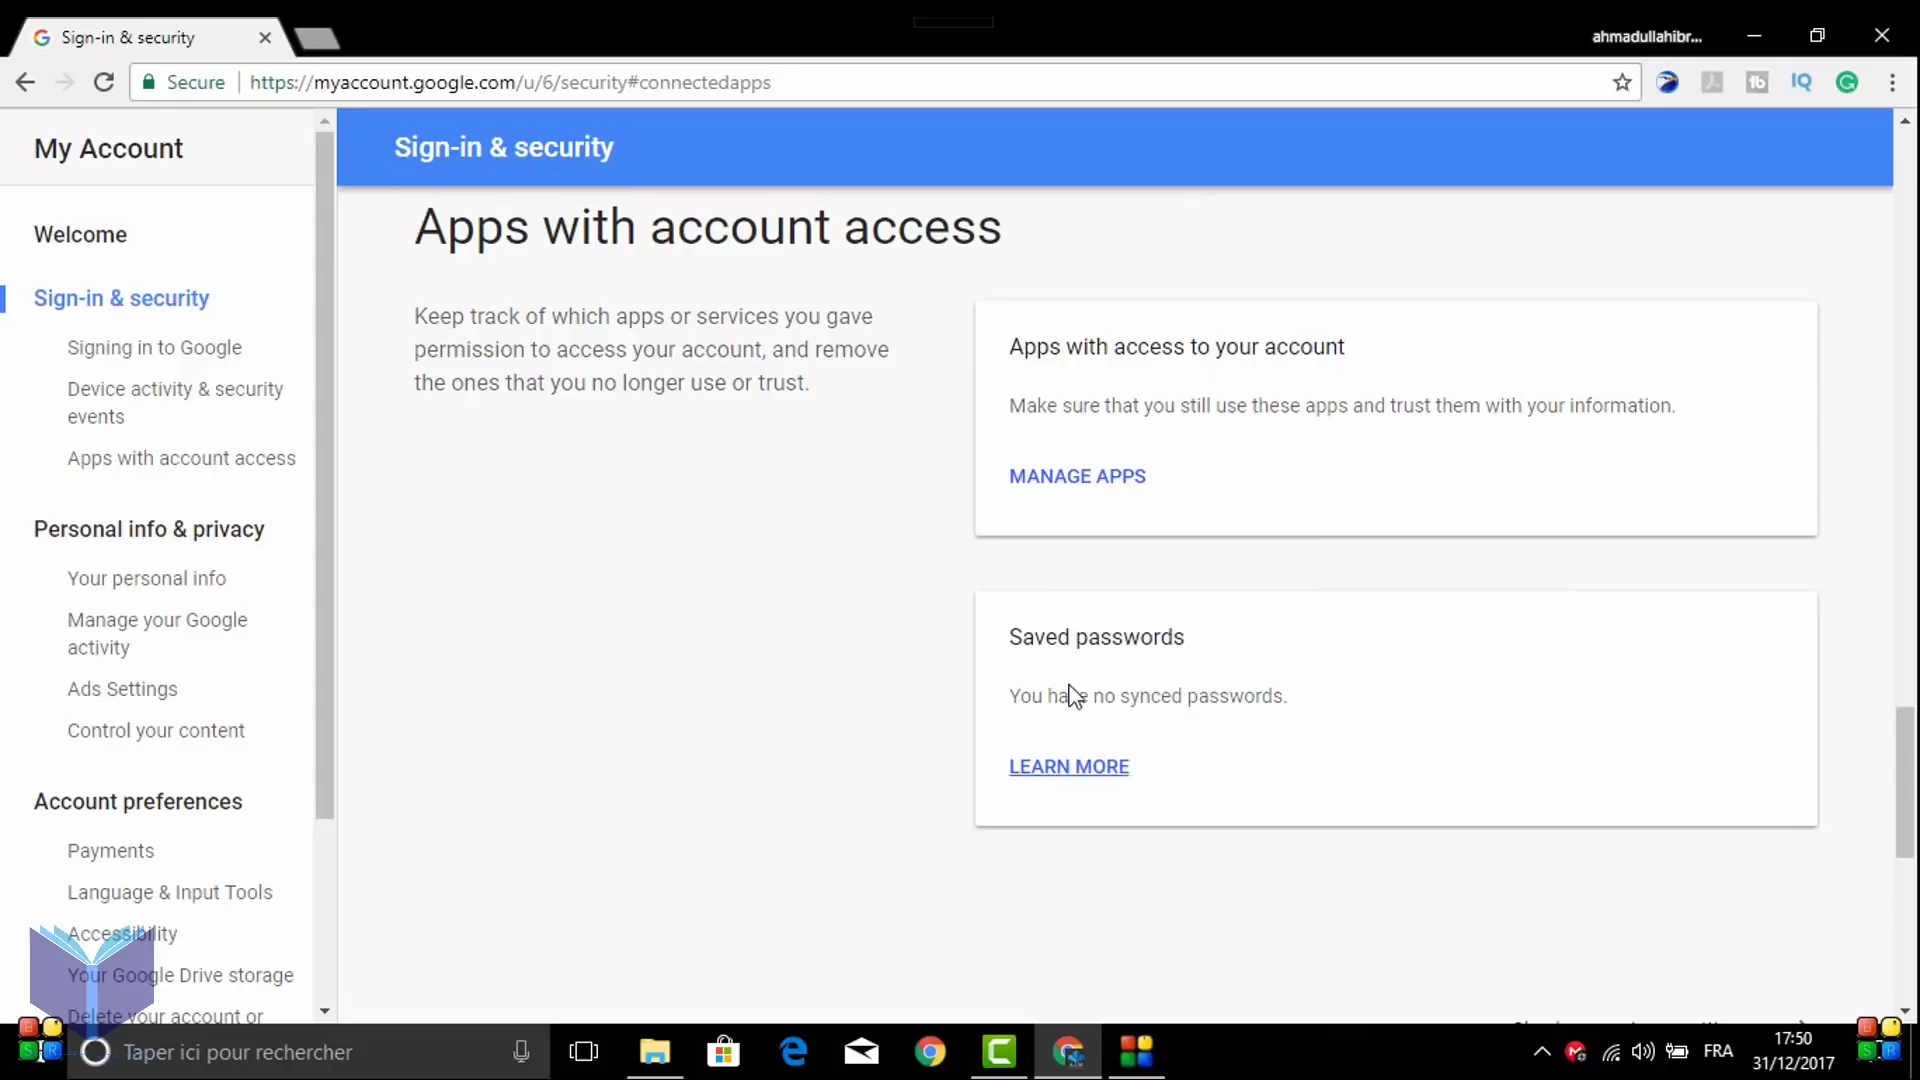 Sign-in & security
ahmadullahibr...
Secure
https://myaccount.google.com/u/6/security#connectedapps
My Account
Welcome
Sign-in & security
Signing in to Google
Device activity & security
events
Apps with account access
Personal info & privacy
Your personal info
Manage your Google
activity
Ads Settings
Control your content
Account preferences
Payments
Language & Input Tools
Accessibility
Your Google Drive storage
Delete your account or
Sign-in & security
Apps with account access
Keep track of which apps or services you gave
permission to access your account, and remove
the ones that you no longer use or trust.
Apps with access to your account
Make sure that you still use these apps and trust them with your information.
MANAGE APPS
Saved passwords
You have no synced passwords.
LEARN MORE
Taper ici pour rechercher
FRA
17:50
31/12/2017